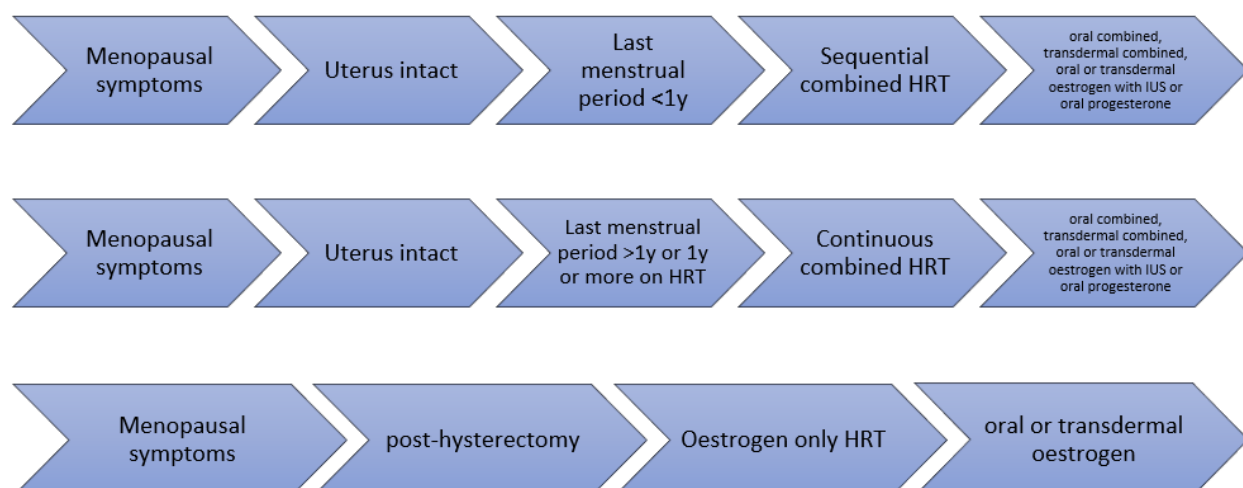 Menopausal
symptoms
Uterus intact
Last
menstrual
period <1y
Sequential
combined HRT
oral combined,
transdermal combined,
oral or transdermal
oestrogen with IUS or
oral progesterone
Menopausal
symptoms
Uterus intact
Last menstrual
period >1y or 1y
or more on HRT
Continuous
combined HRT
oral combined,
transdermal combined,
oral or transdermal
oestrogen with IUS or
oral progesterone
Menopausal
symptoms
post-hysterectomy
Oestrogen only HRT
oral or transdermal
oestrogen